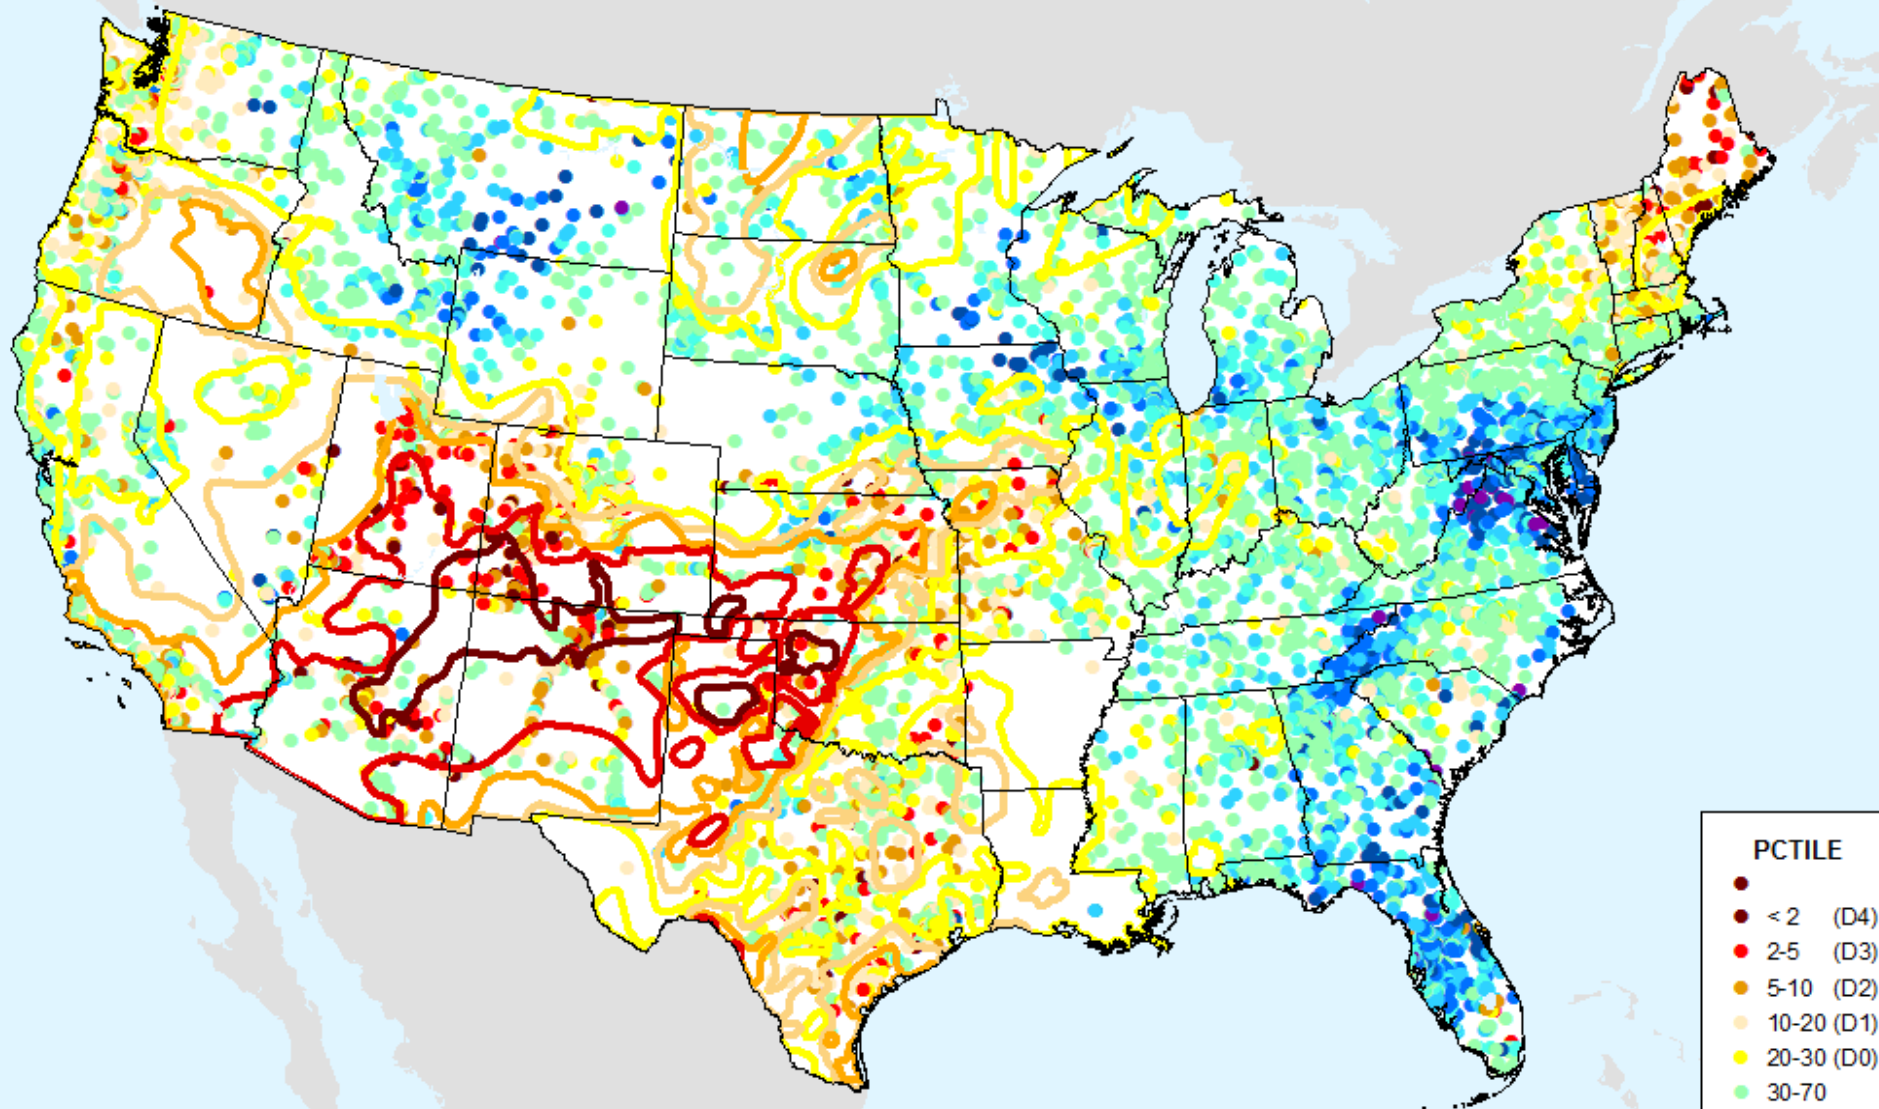 PCTILE
< 2 (D4)
2-5 (D3)
5-10 (D2)
10-20 (D1)
20-30 (D0)
30-70